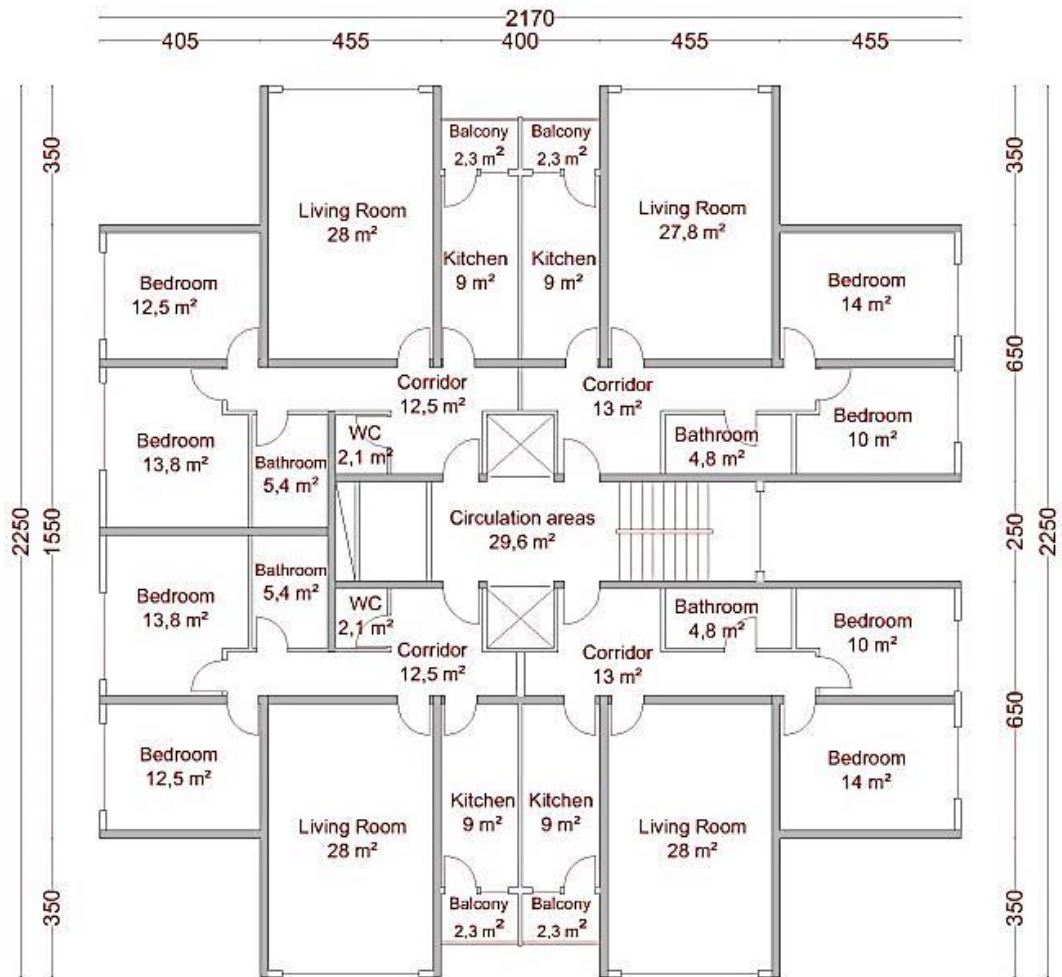 2170
405 455 400 455 455
Balcony Balcony
2,3 m² 2,3 m²
350
350
Living Room
28 m²
Living Room
27,8 m²
Kitchen
9 m²
Kitchen
9 m²
Bedroom
12,5 m²
Bedroom
14 m²
650
Corridor
12,5 m²
Corridor
13 m²
Bedroom
13,8 m²
Bathroom
5,4 m²
WC
2,1 m²
Bathroom
4,8 m²
Bedroom
10 m²
2250
1550
Circulation areas
29,6 m²
250
2250
Bedroom
13,8 m²
Bathroom
5,4 m²
WC
2,1 m²
Corridor
12,5 m²
Corridor
13 m²
Bathroom
4,8 m²
Bedroom
10 m²
650
Bedroom
12,5 m²
Bedroom
14 m²
Living Room
28 m²
Kitchen
9 m²
Kitchen
9 m²
Living Room
28 m²
350
350
Balcony Balcony
2,3 m² 2,3 m²